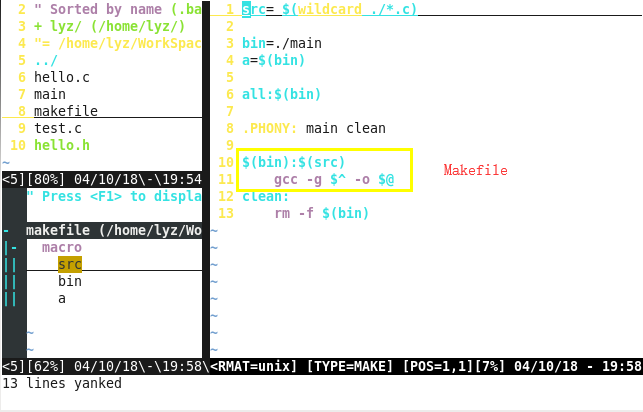 2 " Sorted by name (.ba
3 + lyz/ (/home/lyz/)
4 "= /home/lyz/WorkSpac
5 ../
6 hello.c
7 main
8 makefile
9 test.c
10 hello.h
~
<5][80%] 04/10/18\-\19:54
" Press <F1> to displa
- makefile (/home/lyz/Wo
|- macro
|| src
|| bin
|| a
~
~
<5][62%] 04/10/18\-\19:58\
1 src= $(wildcard ./*.c)
2
3 bin=./main
4 a=$(bin)
5
6 all:$(bin)
7
8 .PHONY: main clean
9
10 $(bin):$(src)
11 gcc -g $^ -o $@
12 clean:
13 rm -f $(bin)
~
~
~
~
~
~
~
~
Makefile
<RMAT=unix] [TYPE=MAKE] [POS=1,1][7%] 04/10/18 - 19:58
13 lines yanked